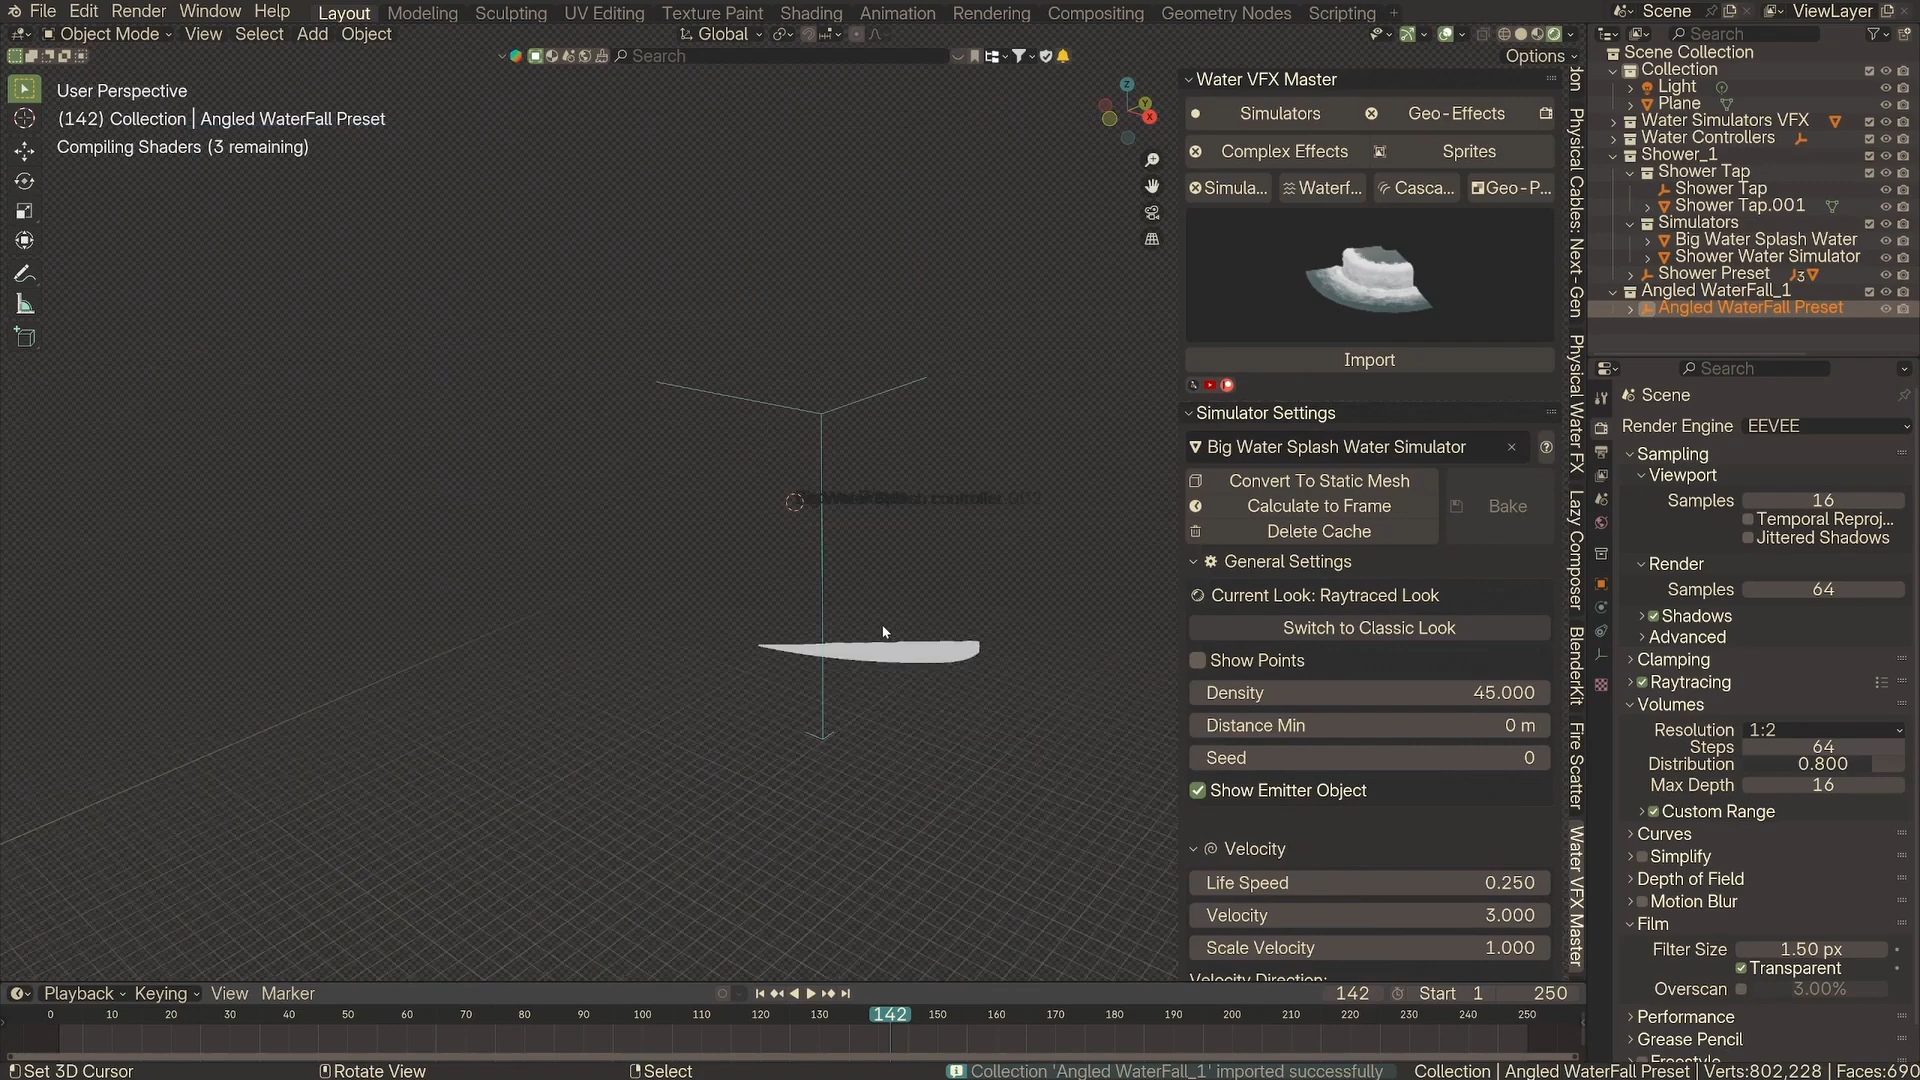 File Edit Render Window Help Layout Modeling Sculpting UV Editing Texture Paint Shading Animation Rendering Compositing Geometry Nodes Scripting + Scene ViewLayer
Object Mode View Select Add Object Global Search
Search Options
User Perspective
(142) Collection | Angled WaterFall Preset
Compiling Shaders (3 remaining)
Z
Y
X
Water VFX Master
Simulators Geo-Effects
Complex Effects Sprites
Simula... Waterf... Casca... Geo-P...
Import
Simulator Settings
Big Water Splash Water Simulator
Convert To Static Mesh
Calculate to Frame Bake
Delete Cache
General Settings
Current Look: Raytraced Look
Switch to Classic Look
Show Points
Density 45.000
Distance Min 0 m
Seed 0
Show Emitter Object
Velocity
Life Speed 0.250
Velocity 3.000
Scale Velocity 1.000
Velocity Direction:
Physical Cables: Next - Gen
Physical Water FX
Lazy Composer
BlenderKit
Fire Scatter
Water VFX Master
Scene Collection
Collection
Light
Plane
Water Simulators VFX
Water Controllers
Shower_1
Shower Tap
Shower Tap
Shower Tap.001
Simulators
Big Water Splash Water
Shower Water Simulator
Shower Preset 3
Angled WaterFall_1
Angled WaterFall Preset
Search
Scene
Render Engine EEVEE
Sampling
Viewport
Samples 16
Temporal Reproj...
Jittered Shadows
Render
Samples 64
Shadows
Advanced
Clamping
Raytracing
Volumes
Resolution 1:2
Steps 64
Distribution 0.800
Max Depth 16
Custom Range
Curves
Simplify
Depth of Field
Motion Blur
Film
Filter Size 1.50 px
Transparent
Overscan 3.00%
Performance
Grease Pencil
Freestyle
Playback Keying View Marker 142 Start 1 250
0 10 20 30 40 50 60 70 80 90 100 110 120 130 142 150 160 170 180 190 200 210 220 230 240 250
Set 3D Cursor Rotate View Select Collection 'Angled WaterFall_1' imported successfully Collection | Angled WaterFall Preset | Verts:802,228 | Faces:690